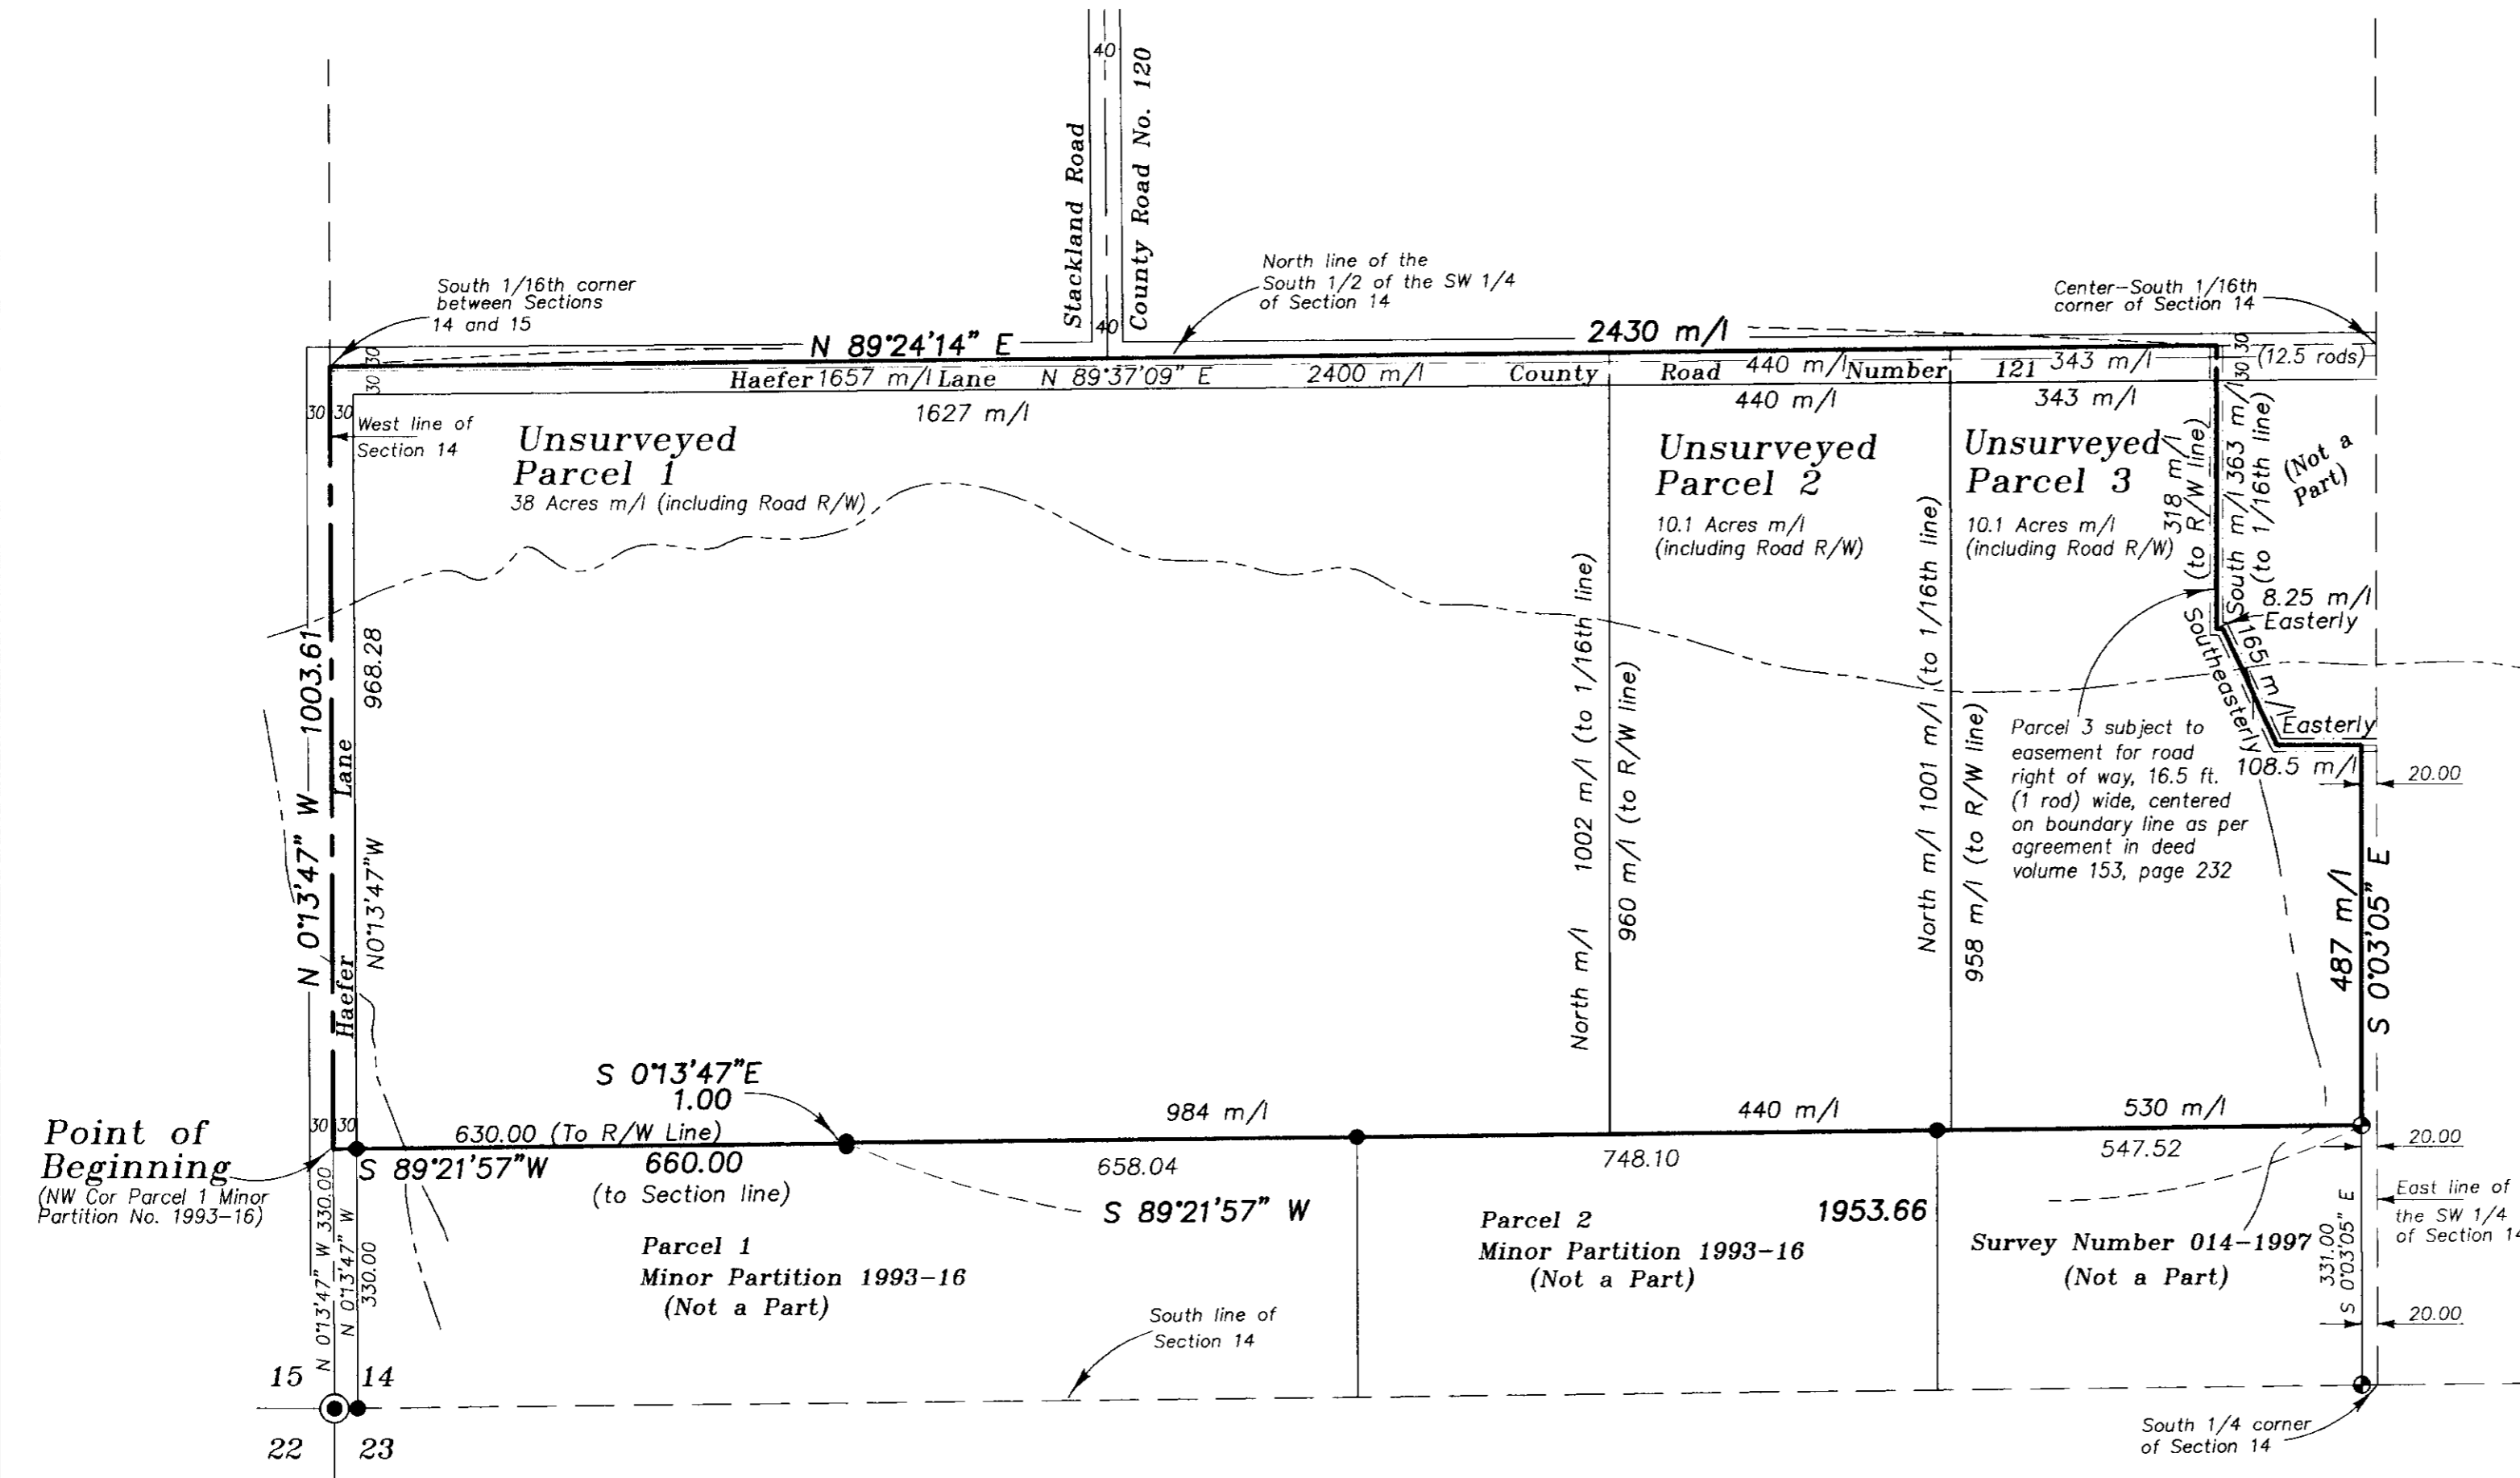 40
Stackland Road
County Road No. 120
40
South 1/16th corner
between Sections
14 and 15
North line of the
South 1/2 of the SW 1/4
of Section 14
Center-South 1/16th
corner of Section 14
N 89°24'14" E
2430 m/l
30
30
Haefer 1657 m/l Lane
N 89°37'09" E
2400 m/l
County Road 440 m/l Number 121 343 m/l
30
30
(12.5 rods)
1627 m/l
440 m/l
343 m/l
30
30
West line of
Section 14
Unsurveyed
Parcel 1
38 Acres m/l (including Road R/W)
Unsurveyed
Parcel 2
10.1 Acres m/l
(including Road R/W)
Unsurveyed
Parcel 3
10.1 Acres m/l
(including Road R/W)
318 m/l
(to R/W line)
South m/l 363 m/l
(to 1/16th line)
(Not a
Part)
8.25 m/l
Easterly
165 m/l
Southeasterly
Easterly
108.5 m/l
20.00
N 0°13'47" W 1003.61
968.28
N0°13'47"W
Haefer Lane
North m/l 1002 m/l (to 1/16th line)
960 m/l (to R/W line)
North m/l 1001 m/l (to 1/16th line)
958 m/l (to R/W line)
Parcel 3 subject to
easement for road
right of way, 16.5 ft.
(1 rod) wide, centered
on boundary line as per
agreement in deed
volume 153, page 232
487 m/l
S 0°03'05" E
S 0°13'47"E
1.00
984 m/l
440 m/l
530 m/l
Point of
Beginning
(NW Cor Parcel 1 Minor
Partition No. 1993-16)
30
30
630.00 (To R/W Line)
S 89°21'57"W
660.00
(to Section line)
658.04
S 89°21'57" W
748.10
1953.66
547.52
20.00
N 0°13'47" W 330.00
N 0°13'47" W
330.00
Parcel 1
Minor Partition 1993-16
(Not a Part)
Parcel 2
Minor Partition 1993-16
(Not a Part)
Survey Number 014-1997
(Not a Part)
331.00
S 0°03'05" E
East line of
the SW 1/4
of Section 14
20.00
South line of
Section 14
15
14
22
23
South 1/4 corner
of Section 14